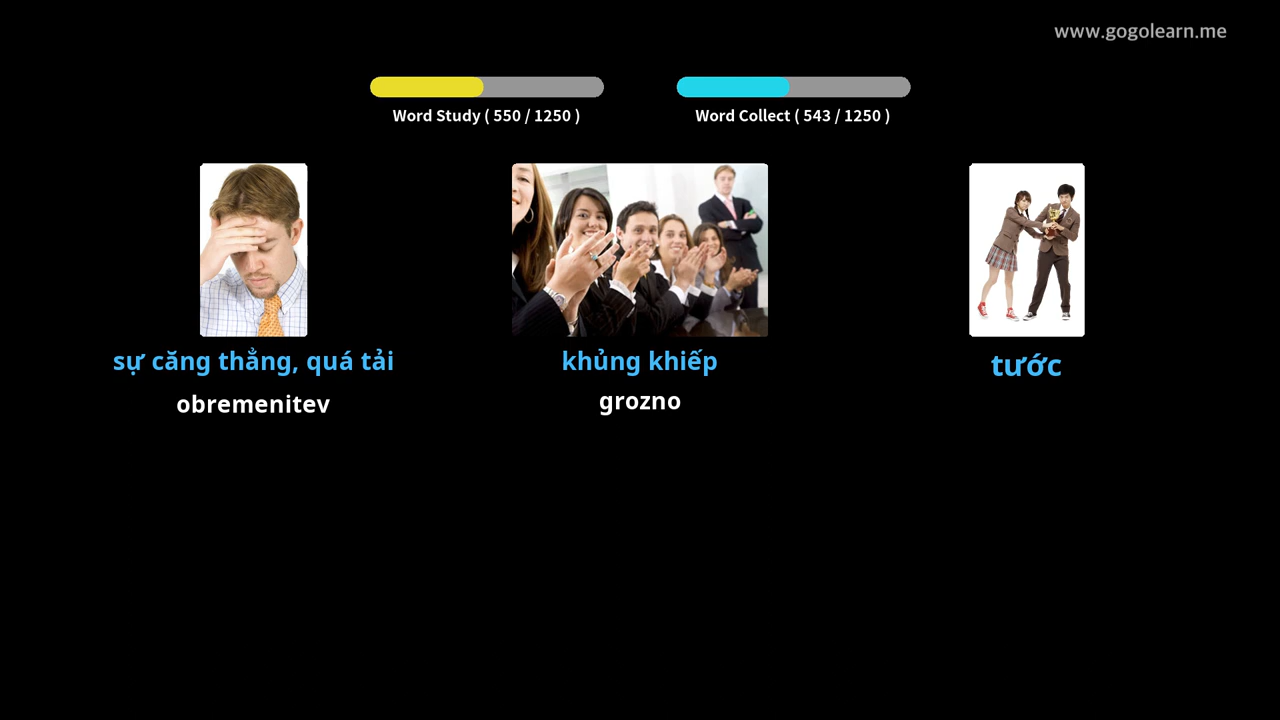 www.gogolearn.me
Word Study ( 550 / 1250 )
Word Collect ( 543 / 1250 )
sự căng thẳng, quá tải
khủng khiếp
tước
obremenitev
grozno